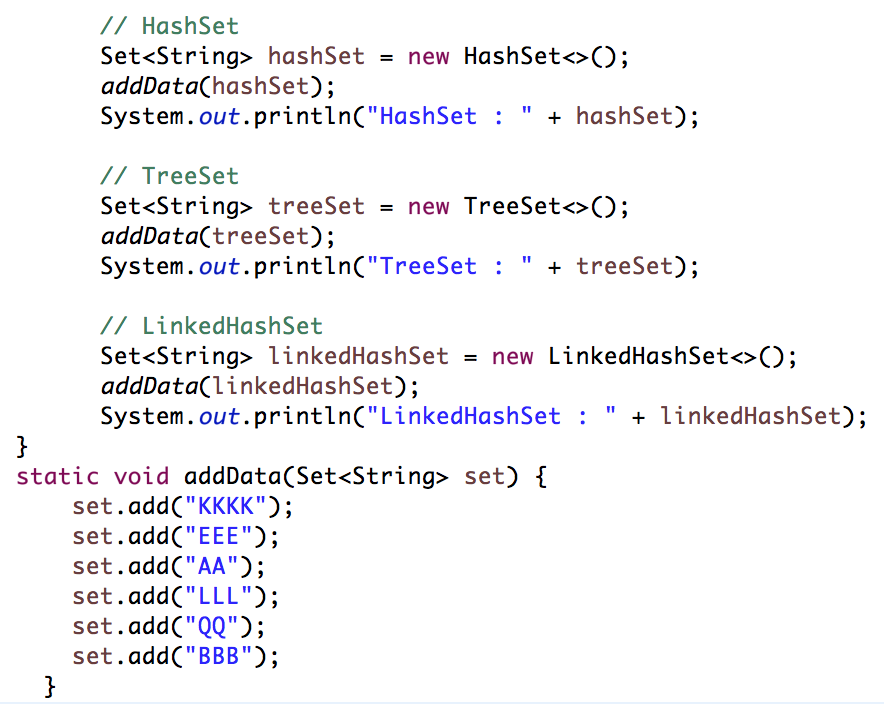 // HashSet
Set<String> hashSet = new HashSet<>();
addData(hashSet);
System.out.println("HashSet : " + hashSet);
// TreeSet
Set<String> treeSet = new TreeSet<>();
addData(treeSet);
System.out.println("TreeSet : " + treeSet);
// LinkedHashSet
Set<String> linkedHashSet = new LinkedHashSet<>();
addData(linkedHashSet);
System.out.println("LinkedHashSet : " + linkedHashSet);
}
static void addData(Set<String> set) {
set.add("KKKK");
set.add("EEE");
set.add("AA");
set.add("LLL");
set.add("QQ");
set.add("BBB");
}